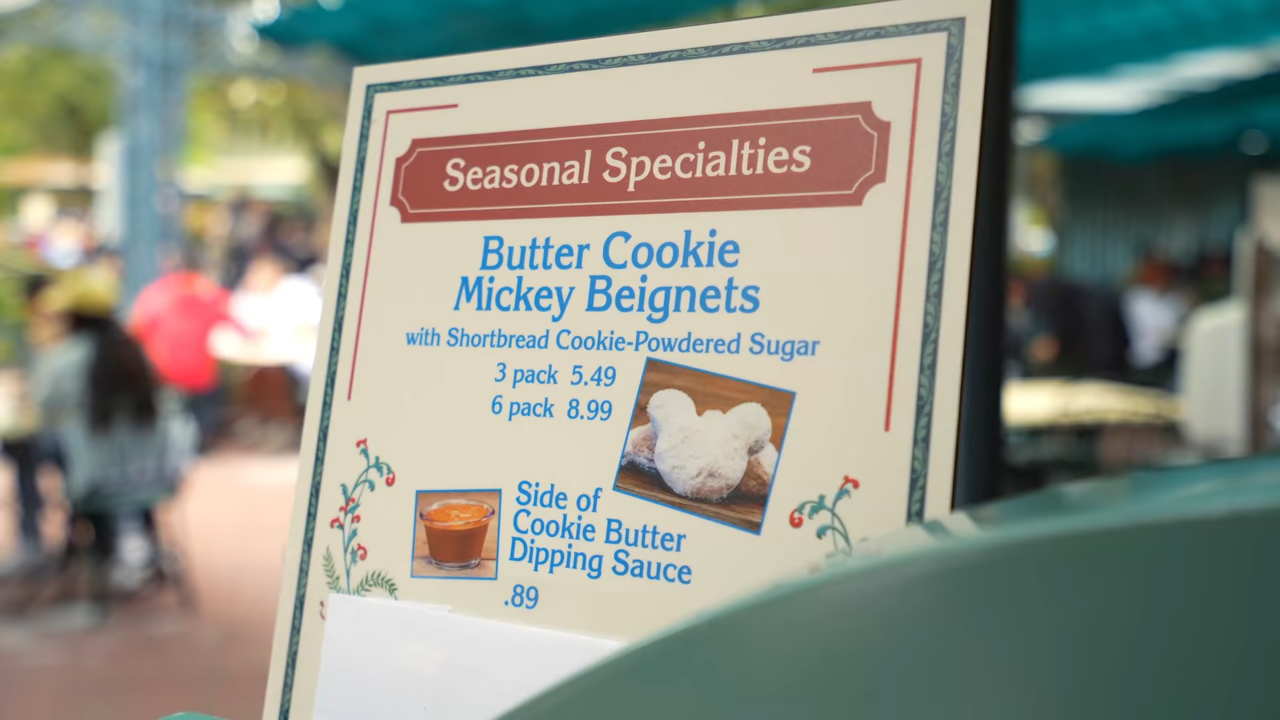 Seasonal Specialties
Butter Cookie
Mickey Beignets
with Shortbread Cookie-Powdered Sugar
3 pack 5.49
6 pack 8.99
Side of
Cookie Butter
Dipping Sauce
.89